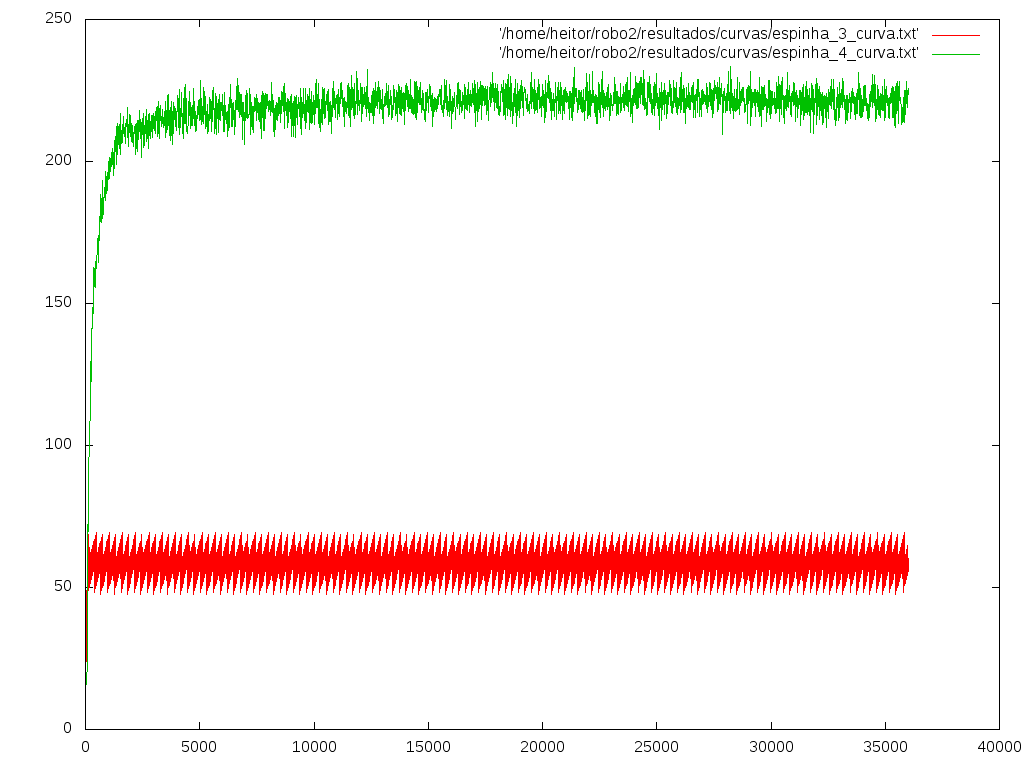 250
'/home/heitor/robo2/resultados/curvas/espinha_3_curva.txt'
'/home/heitor/robo2/resultados/curvas/espinha_4_curva.txt'
200
150
100
50
0
0 5000 10000 15000 20000 25000 30000 35000 40000